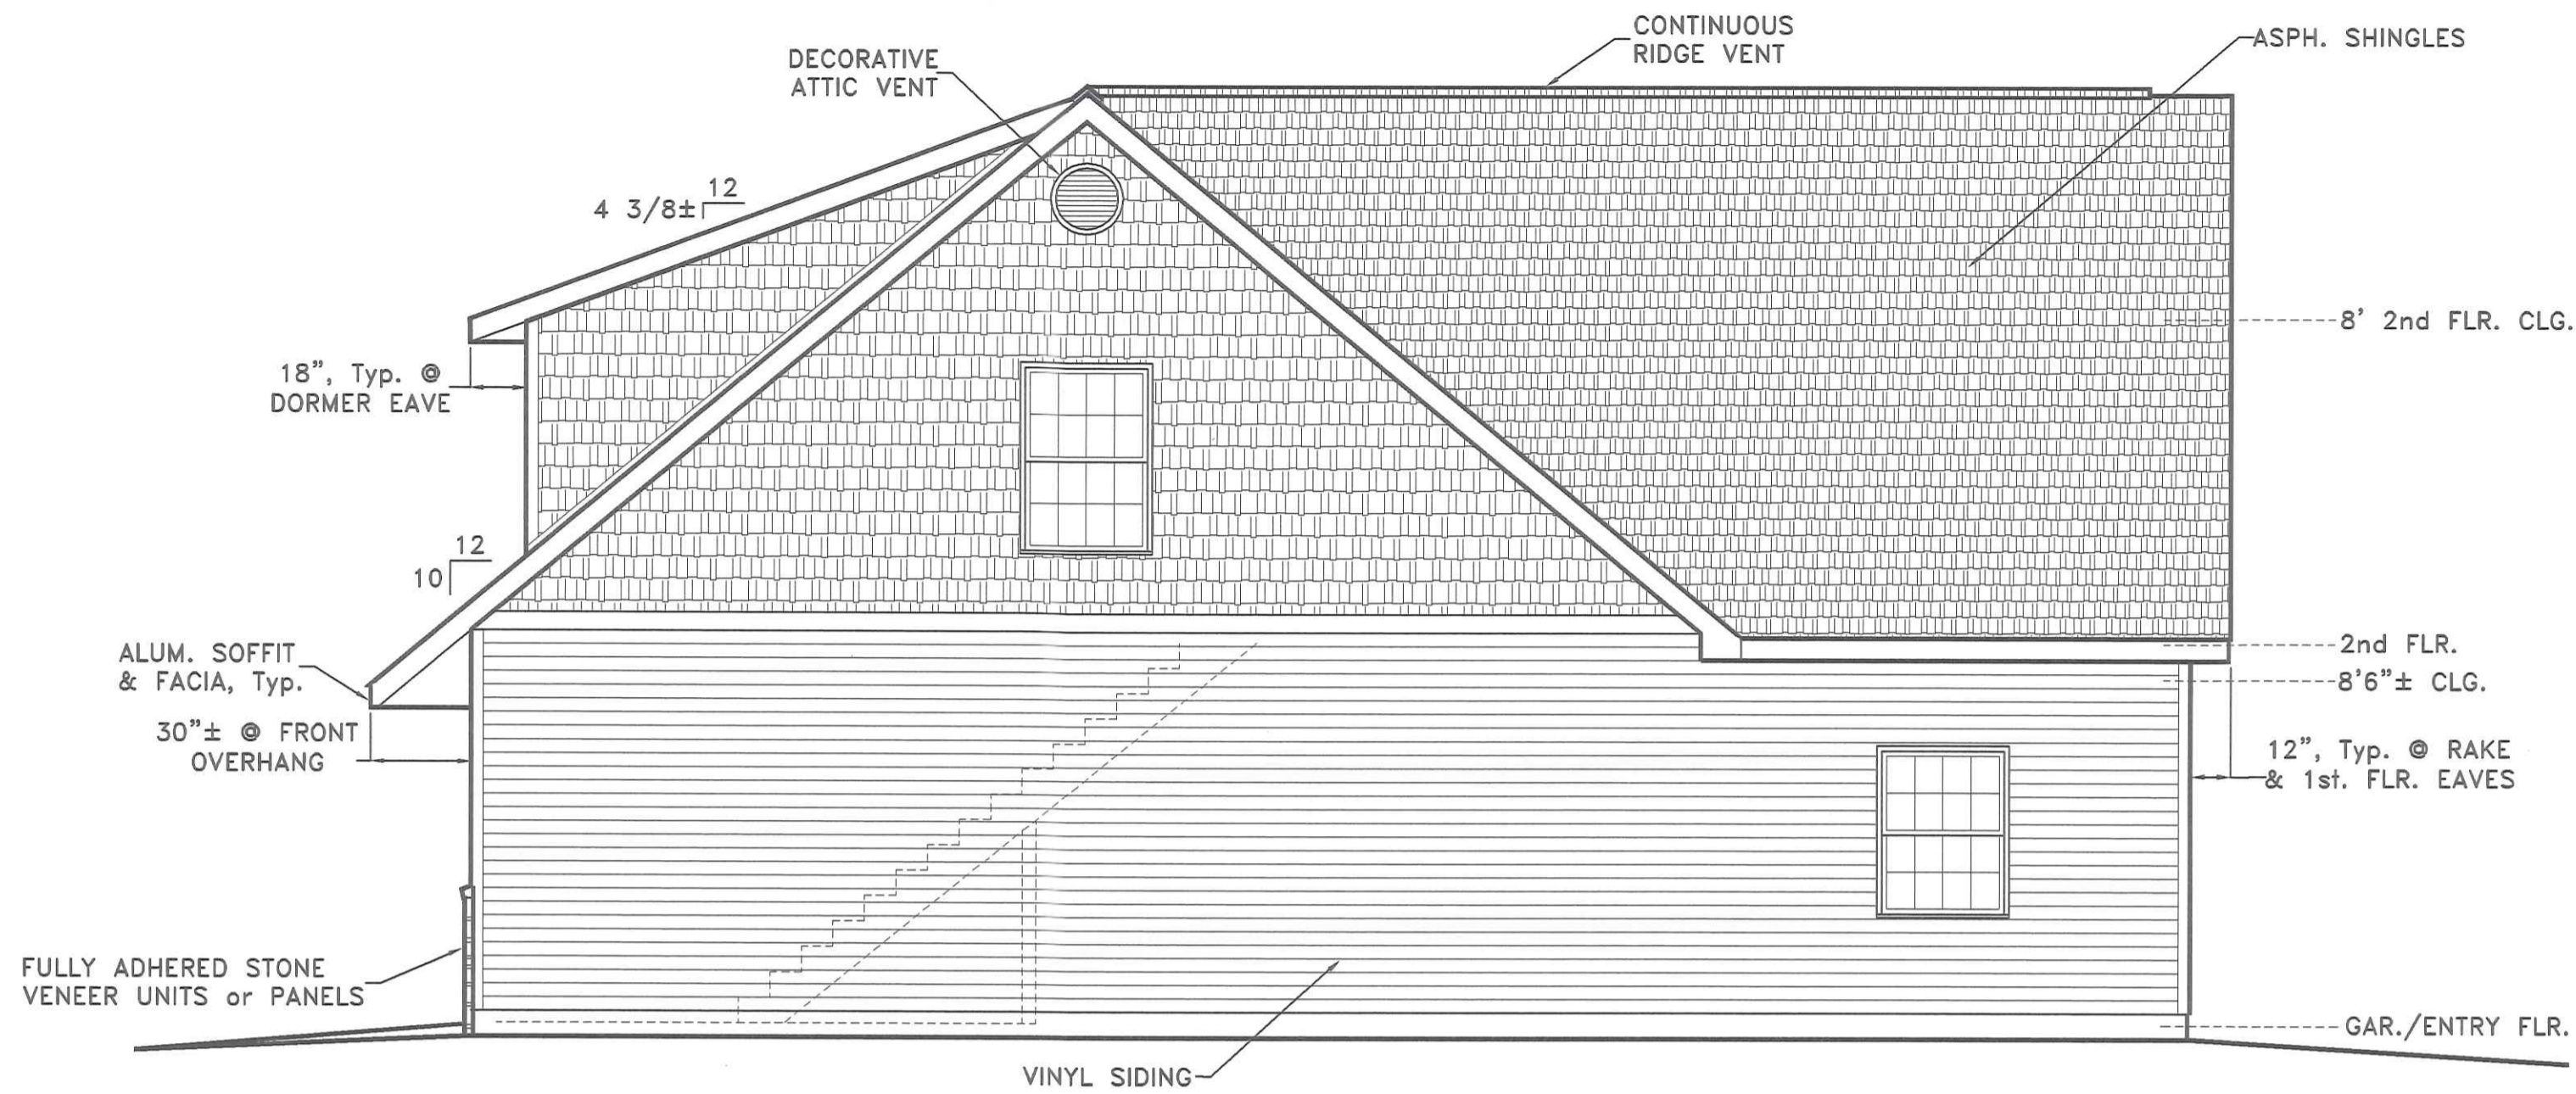 CONTINUOUS
RIDGE VENT
ASPH. SHINGLES
DECORATIVE
ATTIC VENT
12
4 3/8±
8' 2nd FLR. CLG.
18", Typ. @
DORMER EAVE
12
10
ALUM. SOFFIT
& FACIA, Typ.
2nd FLR.
8'6"± CLG.
30"± @ FRONT
OVERHANG
12", Typ. @ RAKE
& 1st. FLR. EAVES
FULLY ADHERED STONE
VENEER UNITS or PANELS
GAR./ENTRY FLR.
VINYL SIDING